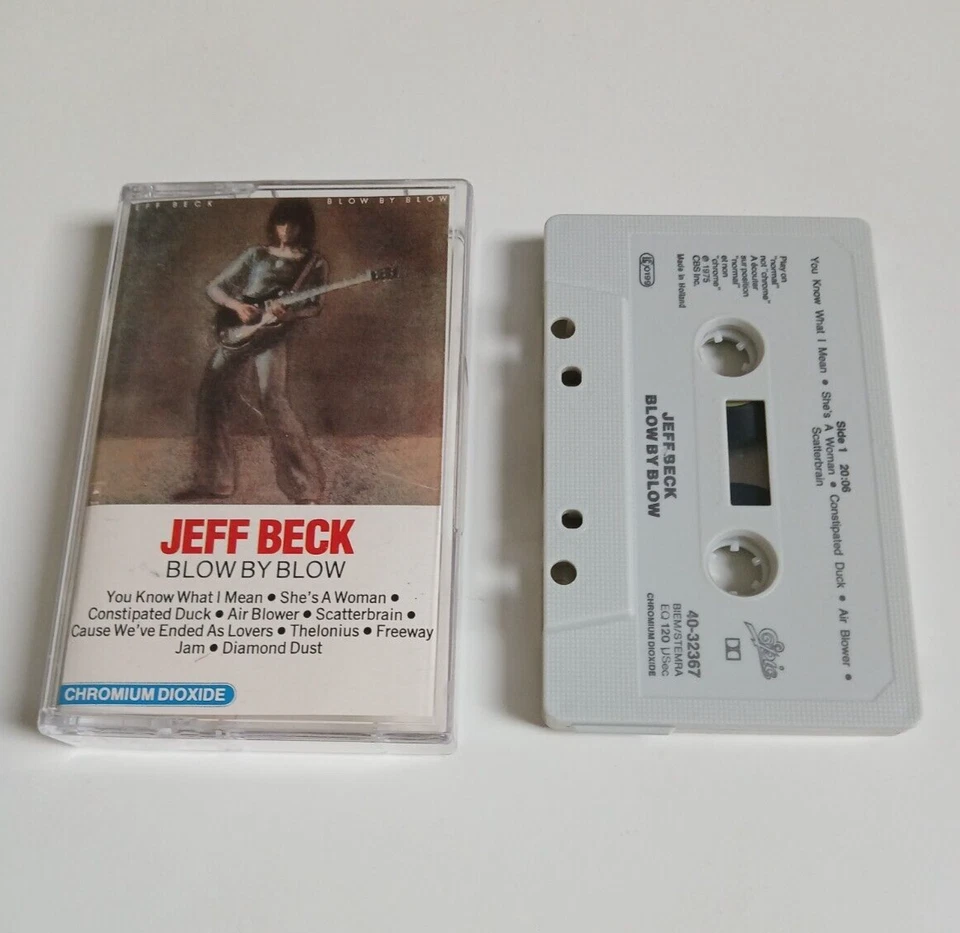 JEFF BECK BLOW BY BLOW
JEFF BECK
BLOW BY BLOW
You Know What I Mean ● She's A Woman ●
Constipated Duck ● Air Blower ● Scatterbrain ●
Cause We've Ended As Lovers ● Thelonius ● Freeway
Jam ● Diamond Dust
CHROMIUM DIOXIDE
Side 1 20:06
You Know What I Mean ● She's A Woman ● Constipated Duck ● Air Blower ●
Scatterbrain
Play on
"normal"
not "chrome"
A écouter
sur position
"normal"
et non
"chrome"
℗ 1975
CBS Inc.
Made in Holland
JEFF BECK
BLOW BY BLOW
Epic
40-32367
BIEM/STEMRA
EQ 120 µSec
CHROMIUM DIOXIDE